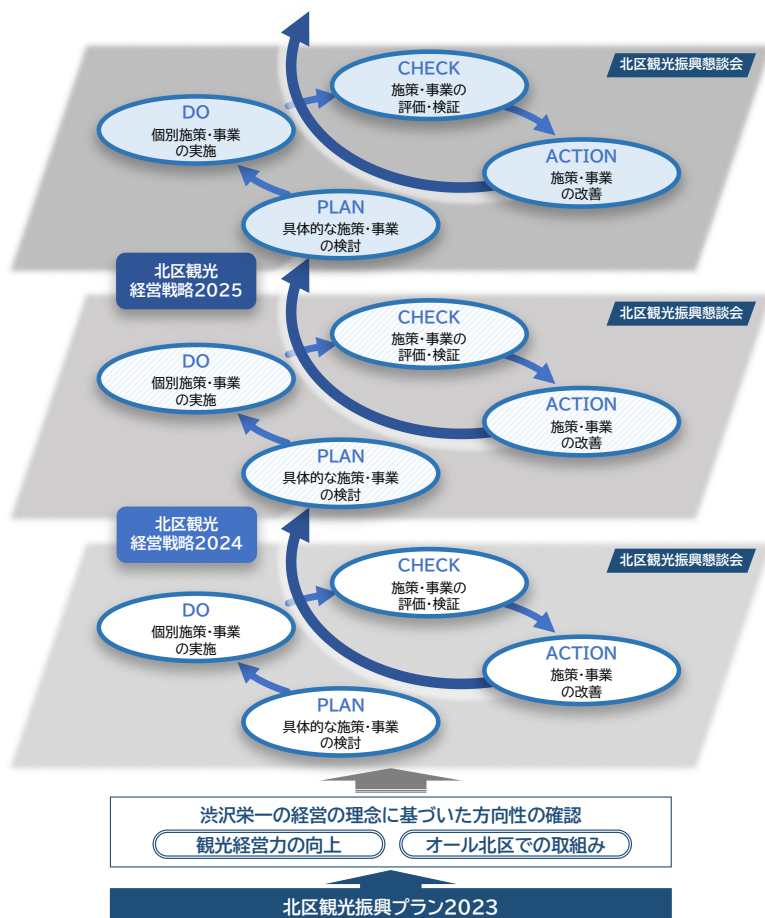 北区観光振興懇談会
CHECK
施策・事業の
評価・検証
DO
個別施策・事業
の実施
ACTION
施策・事業
の改善
PLAN
具体的な施策・事業
の検討
北区観光
経営戦略2025
北区観光振興懇談会
CHECK
施策・事業の
評価・検証
DO
個別施策・事業
の実施
ACTION
施策・事業
の改善
PLAN
具体的な施策・事業
の検討
北区観光
経営戦略2024
北区観光振興懇談会
CHECK
施策・事業の
評価・検証
DO
個別施策・事業
の実施
ACTION
施策・事業
の改善
PLAN
具体的な施策・事業
の検討
渋沢栄一の経営の理念に基づいた方向性の確認
観光経営力の向上
オール北区での取組み
北区観光振興プラン2023